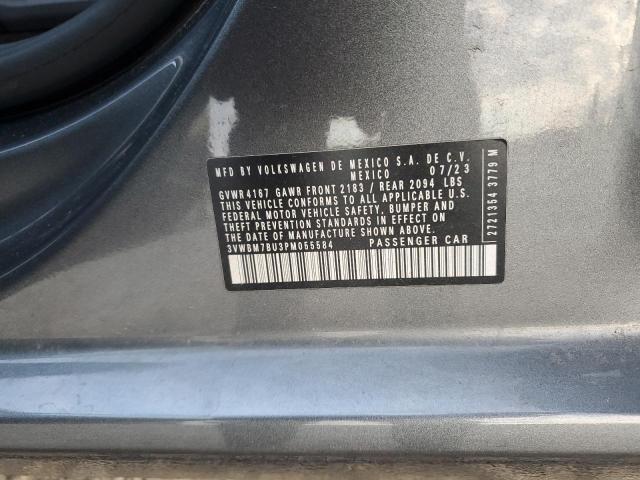 MFD BY VOLKSWAGEN DE MEXICO S.A. DE C.V.
MEXICO 07/23
GVWR 4167 GAWR FRONT 2183 / REAR 2094 LBS
THIS VEHICLE CONFORMS TO ALL APPLICABLE U.S.
FEDERAL MOTOR VEHICLE SAFETY, BUMPER AND
THEFT PREVENTION STANDARDS IN EFFECT ON
THE DATE OF MANUFACTURE SHOWN ABOVE.
3VWBM7BU3PM055584 PASSENGER CAR
2721354 3779 M